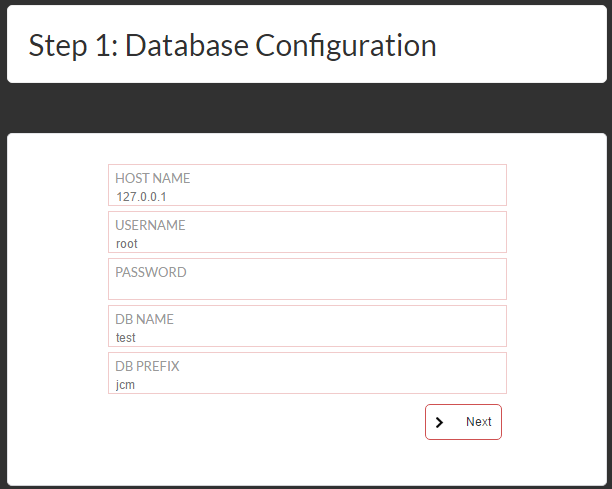 Step 1: Database Configuration
HOST NAME
127.0.0.1
USERNAME
root
PASSWORD
DB NAME
test
DB PREFIX
jcm
Next